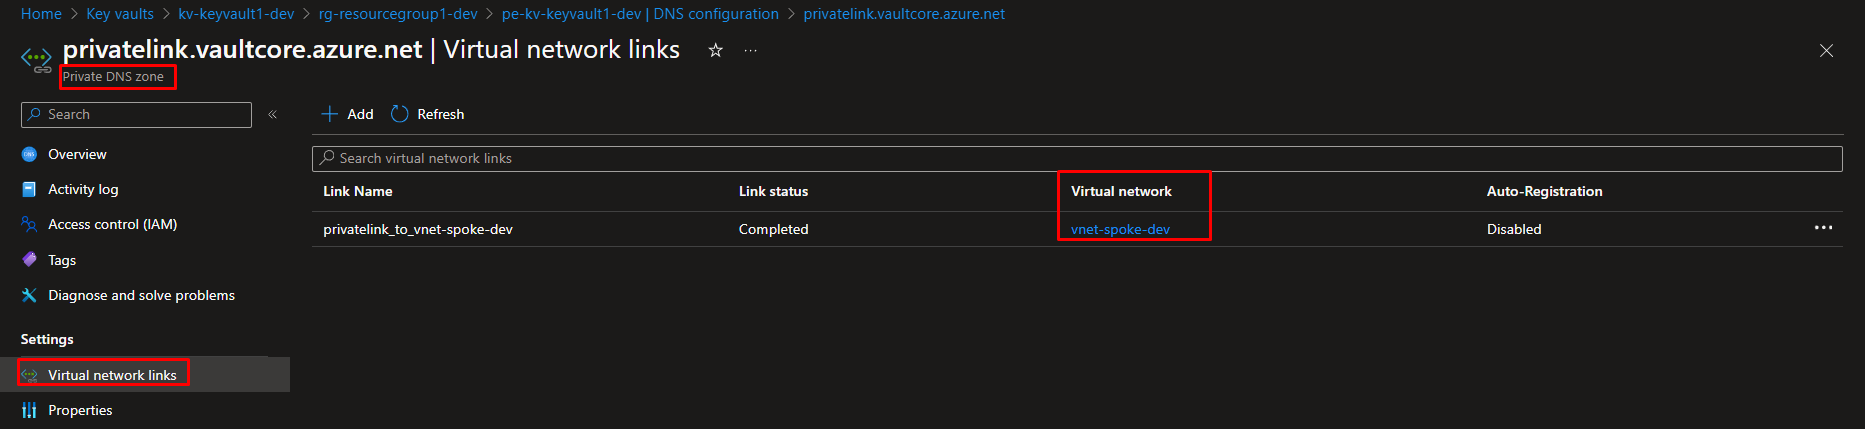 Home > Key vaults > kv-keyvault1-dev > rg-resourcegroup1-dev > pe-kv-keyvault1-dev | DNS configuration > privatelink.vaultcore.azure.net
privatelink.vaultcore.azure.net | Virtual network links
Private DNS zone
Search
Add Refresh
Overview
Search virtual network links
Activity log
Link Name Link status Virtual network Auto-Registration
Access control (IAM)
privatelink_to_vnet-spoke-dev Completed vnet-spoke-dev Disabled
Tags
Diagnose and solve problems
Settings
Virtual network links
Properties